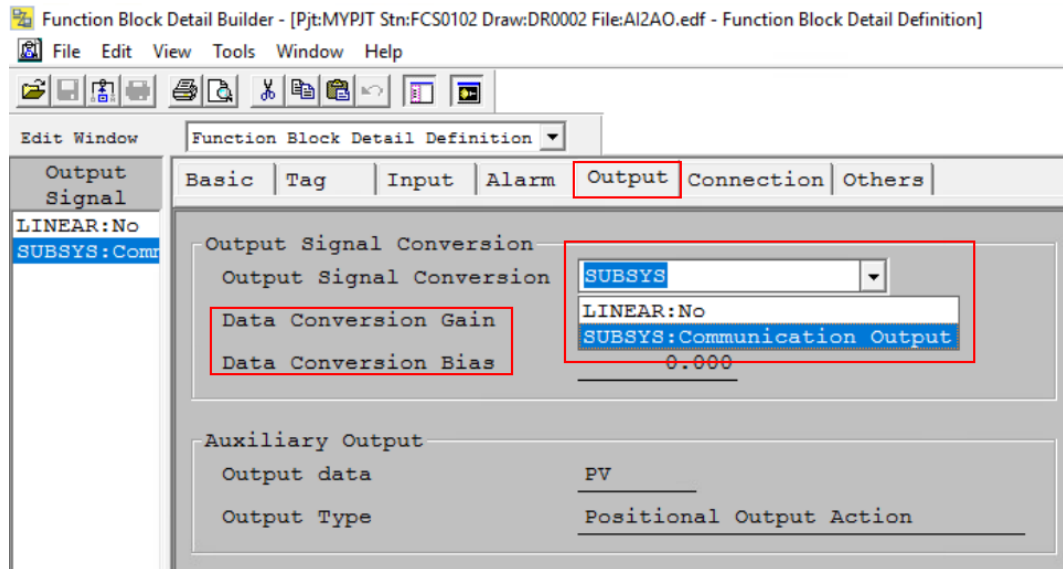 Function Block Detail Builder - [Pjt:MYPJT Stn:FCS0102 Draw:DR0002 File:AI2AO.edf - Function Block Detail Definition]
File Edit View Tools Window Help
Edit Window Function Block Detail Definition
Output Signal
LINEAR:No
SUBSYS:Comm
Basic Tag Input Alarm Output Connection Others
Output Signal Conversion
Output Signal Conversion SUBSYS
LINEAR:No
SUBSYS:Communication Output
Data Conversion Gain
Data Conversion Bias 0.000
Auxiliary Output
Output data PV
Output Type Positional Output Action